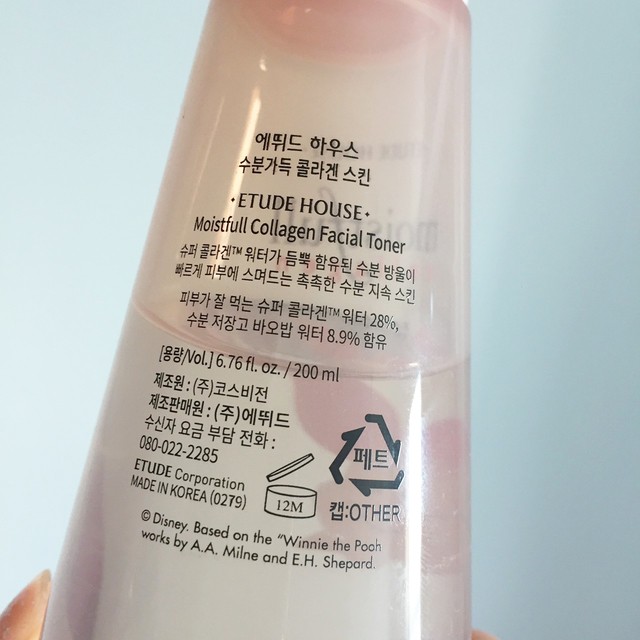 에뛰드 하우스
수분가득 콜라겐 스킨
·ETUDE HOUSE·
Moistfull Collagen Facial Toner
슈퍼 콜라겐™ 워터가 듬뿍 함유된 수분 방울이
빠르게 피부에 스며드는 촉촉한 수분 지속 스킨
피부가 잘 먹는 슈퍼 콜라겐™ 워터 28%,
수분 저장고 바오밥 워터 8.9% 함유
[용량/Vol.] 6.76 fl. oz. / 200 ml
제조원 : (주)코스비전
제조판매원 : (주)에뛰드
수신자 요금 부담 전화 :
080-022-2285
ETUDE Corporation
MADE IN KOREA (0279)
12M
페트
캡:OTHER
© Disney. Based on the "Winnie the Pooh
works by A.A. Milne and E.H. Shepard.